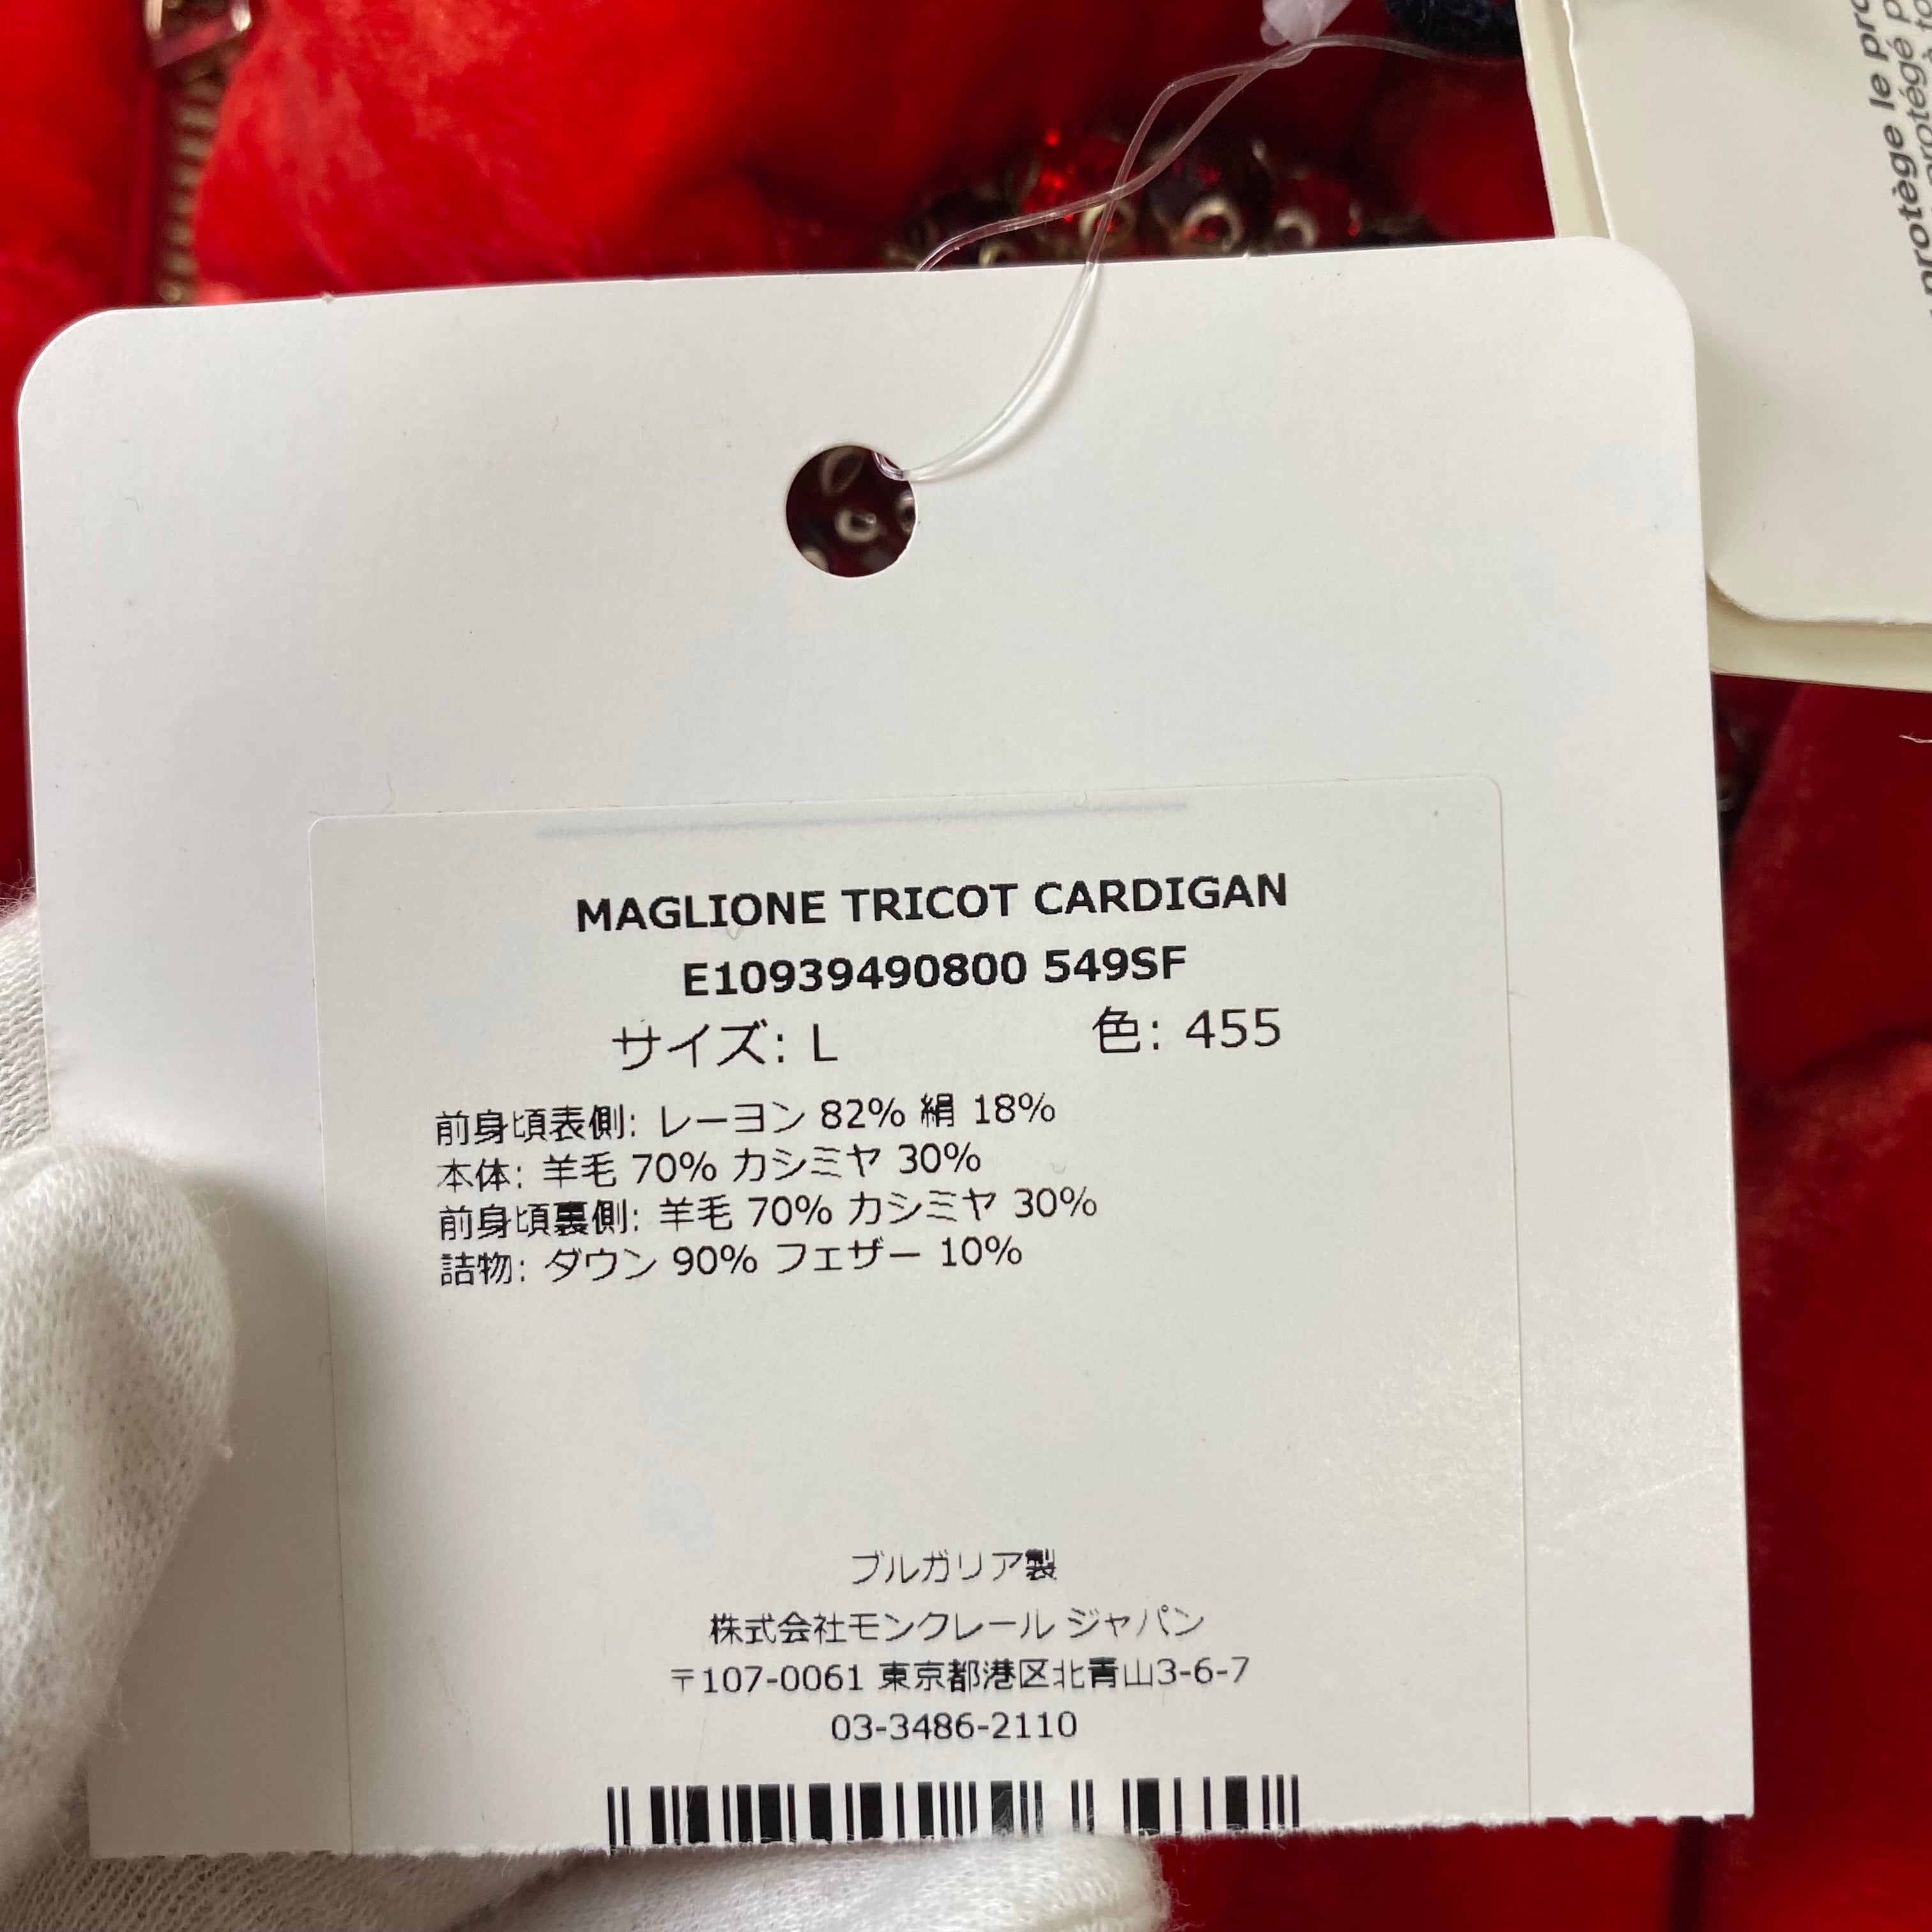 MAGLIONE TRICOT CARDIGAN
E10939490800 549SF
サイズ: L 色: 455
前身頃表側: レーヨン 82% 絹 18%
本体: 羊毛 70% カシミヤ 30%
前身頃裏側: 羊毛 70% カシミヤ 30%
詰物: ダウン 90% フェザー 10%
ブルガリア製
株式会社モンクレール ジャパン
〒107-0061 東京都港区北青山3-6-7
03-3486-2110
protège le
protégé